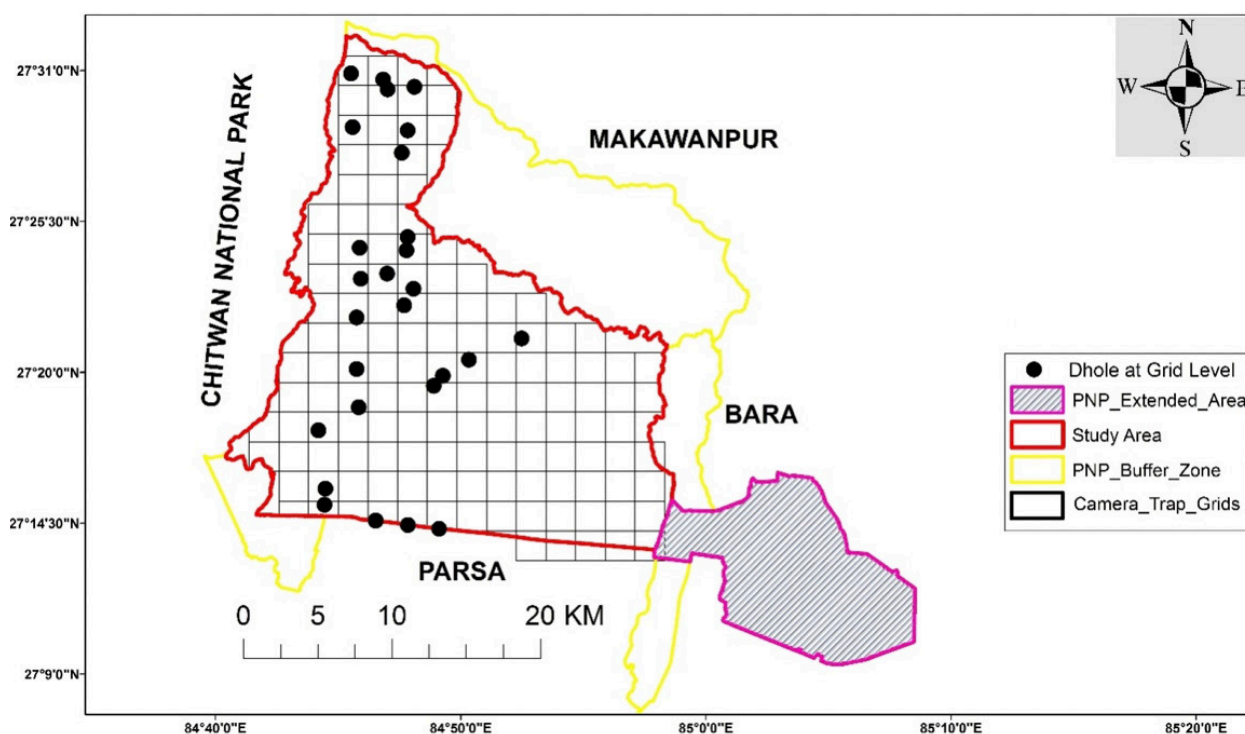 N
W E
S
27°31'0"N
27°25'30"N
27°20'0"N
27°14'30"N
27°9'0"N
CHITWAN NATIONAL PARK
MAKAWANPUR
BARA
PARSA
0 5 10 20 KM
Dhole at Grid Level
PNP_Extended_Area
Study Area
PNP_Buffer_Zone
Camera_Trap_Grids
84°40'0"E 84°50'0"E 85°0'0"E 85°10'0"E 85°20'0"E